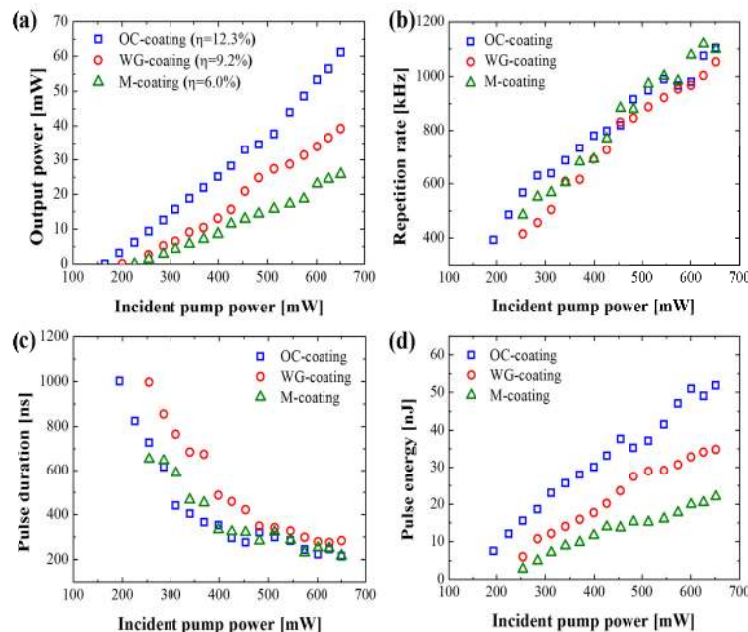 (a)
OC-coating (η=12.3%)
WG-coating (η=9.2%)
M-coating (η=6.0%)
Output power [mW]
70
60
50
40
30
20
10
0
100 200 300 400 500 600 700
Incident pump power [mW]
(b)
OC-coating
WG-coating
M-coating
Repetition rate [kHz]
1200
1000
800
600
400
100 200 300 400 500 600 700
Incident pump power [mW]
(c)
OC-coating
WG-coating
M-coating
Pulse duration [ns]
1200
1000
800
600
400
200
100 200 300 400 500 600 700
Incident pump power [mW]
(d)
OC-coating
WG-coating
M-coating
Pulse energy [nJ]
60
50
40
30
20
10
0
100 200 300 400 500 600 700
Incident pump power [mW]